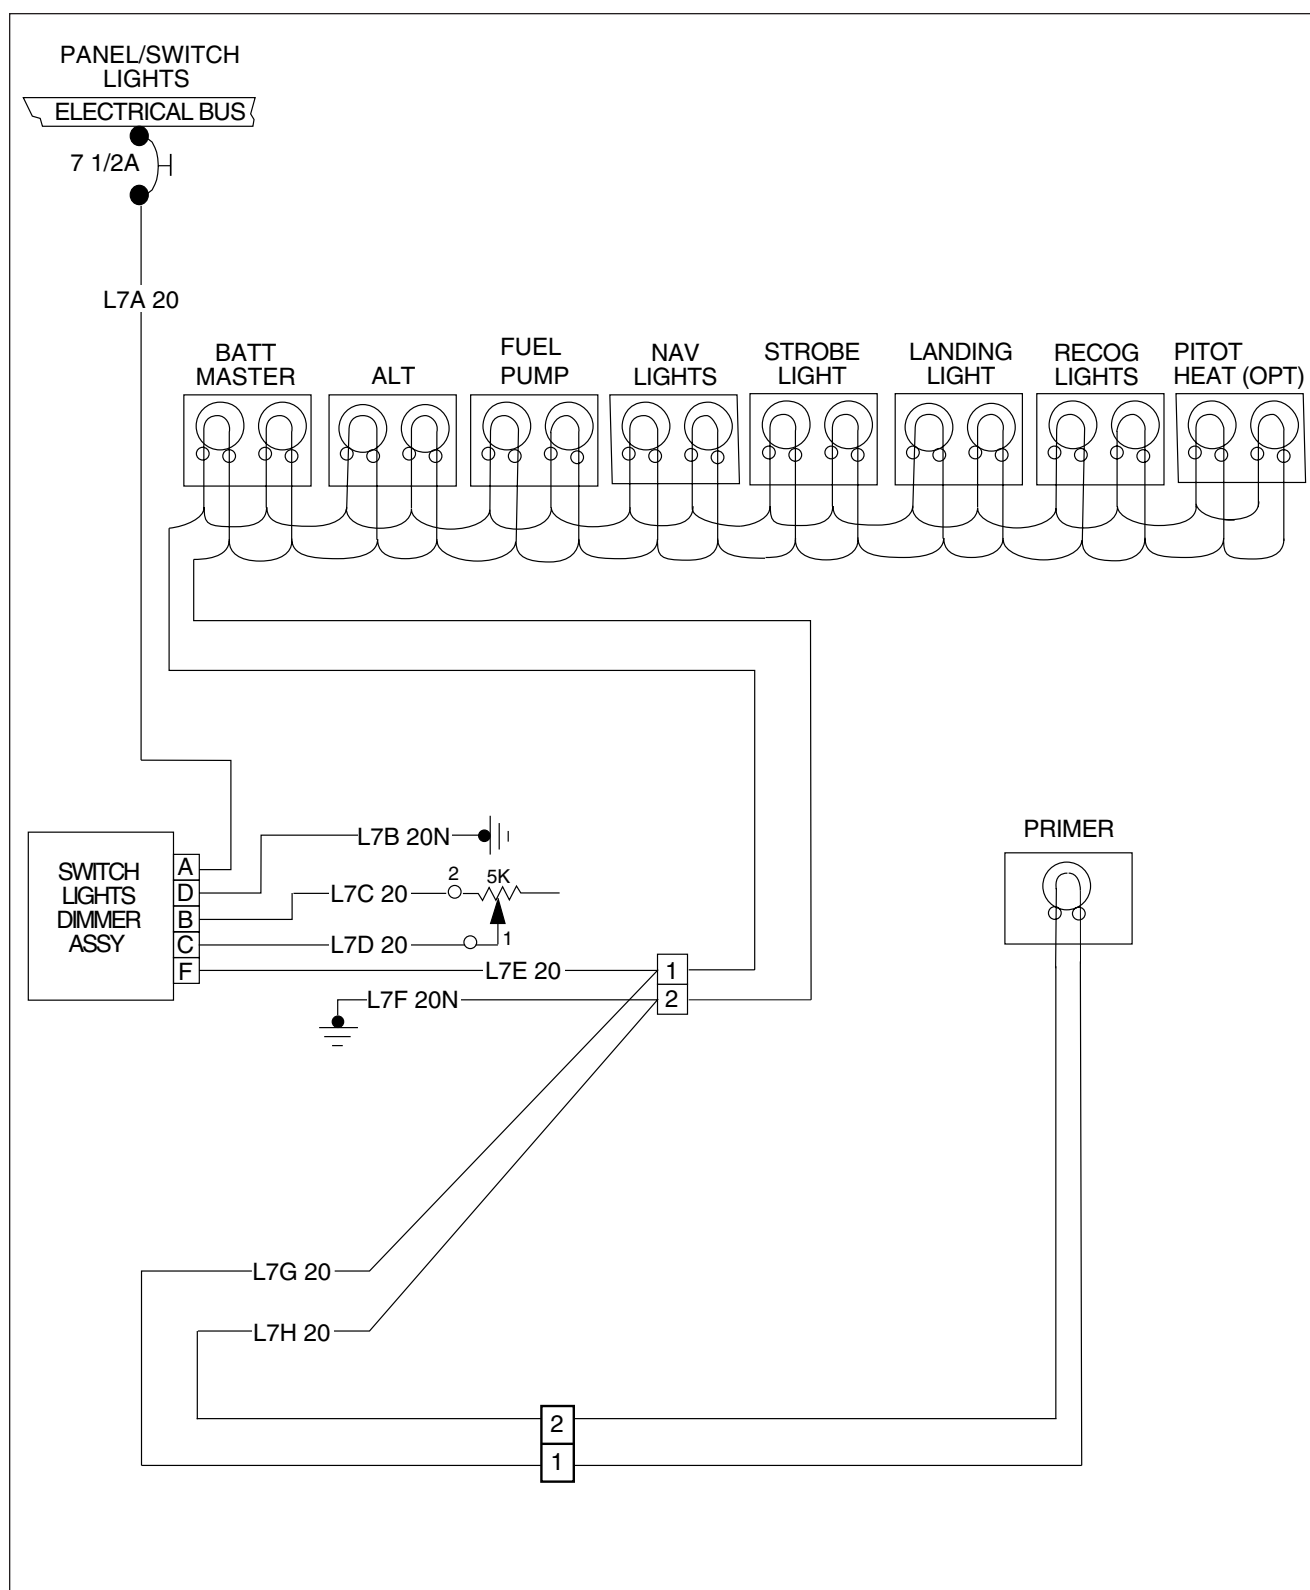 PANEL/SWITCH
LIGHTS
ELECTRICAL BUS
7 1/2A
L7A 20
BATT
MASTER
ALT
FUEL
PUMP
NAV
LIGHTS
STROBE
LIGHT
LANDING
LIGHT
RECOG
LIGHTS
PITOT
HEAT (OPT)
SWITCH
LIGHTS
DIMMER
ASSY
A
D
B
C
F
L7B 20N
L7C 20
2
5K
L7D 20
1
L7E 20
1
L7F 20N
2
PRIMER
L7G 20
L7H 20
2
1